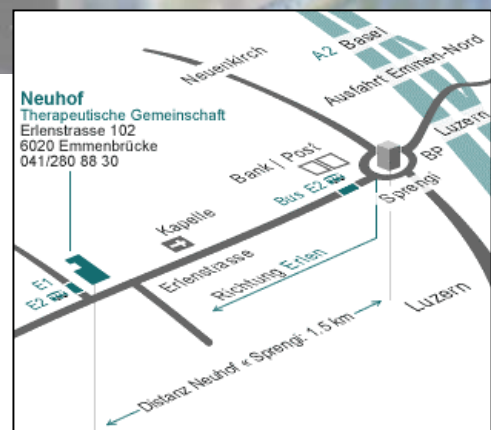 A2 Basel
Neuenkirch
Ausfahrt Emmen-Nord
Luzern
Neuhof
Therapeutische Gemeinschaft
Erlenstrasse 102
6020 Emmenbrücke
041/280 88 30
Bank | Post
BP
Bus E2
Sprengi
Kapelle
Erlenstrasse
Richtung Erlen
E1
E2
Luzern
Distanz Neuhof « Sprengi: 1.5 km